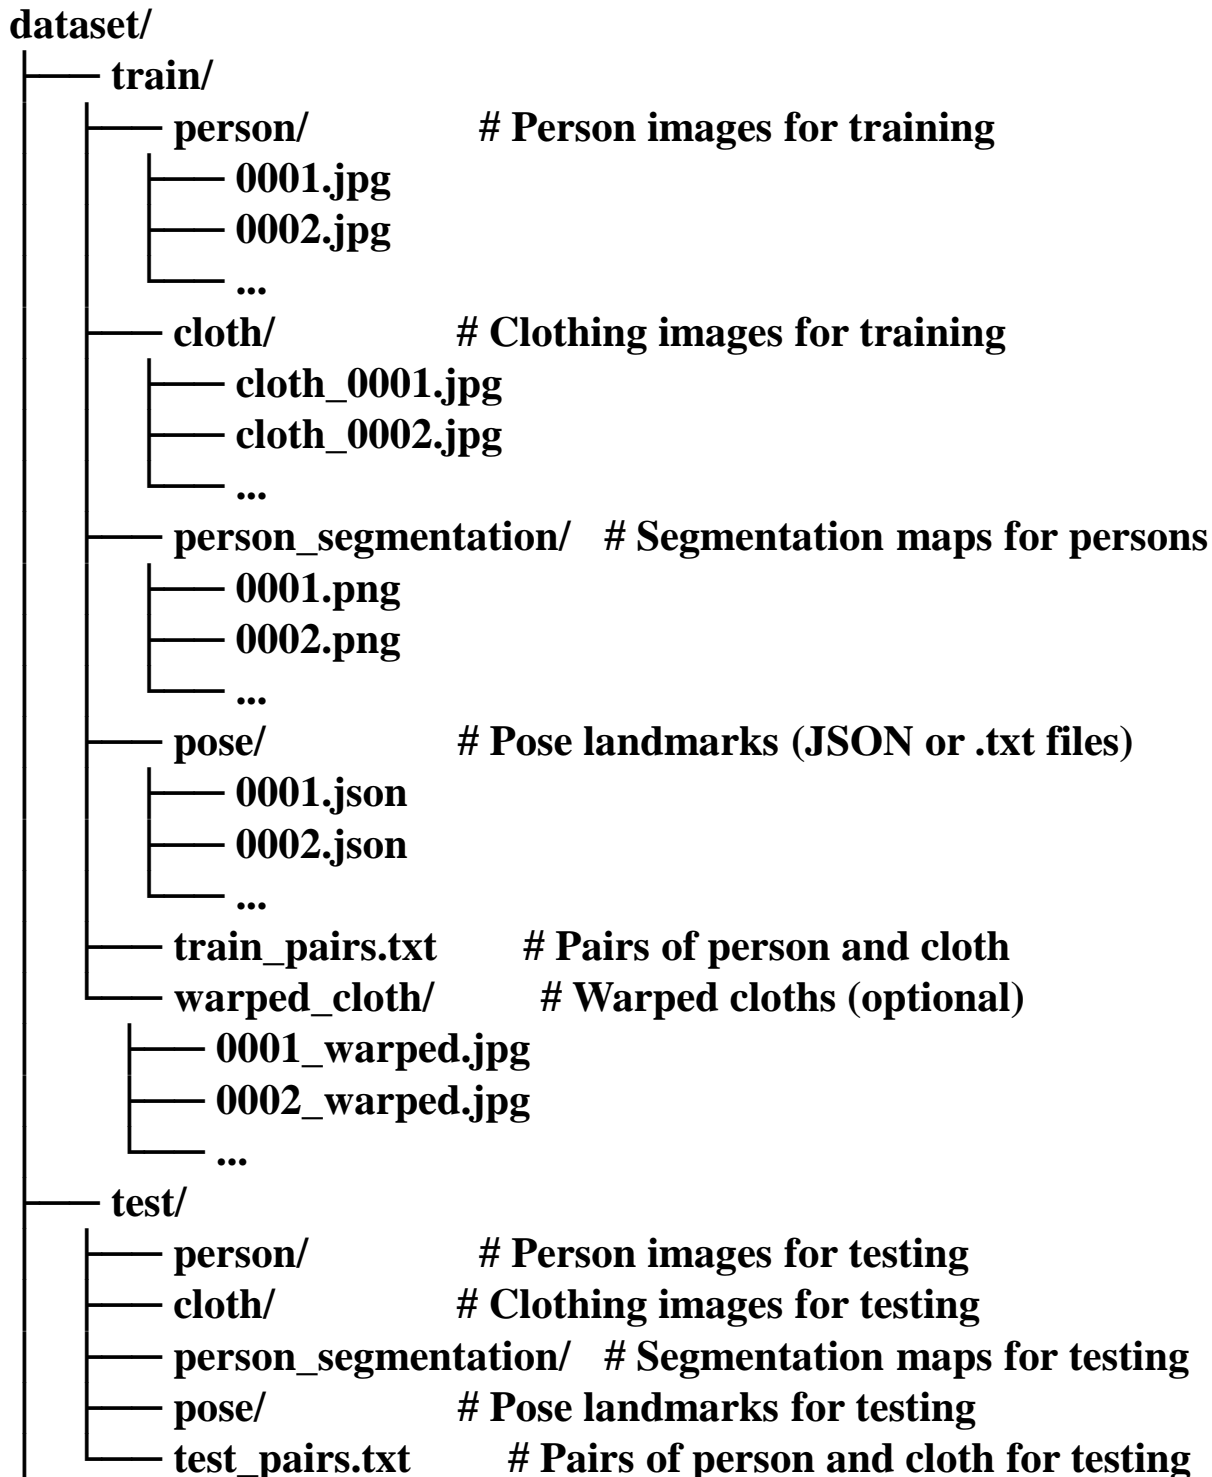 dataset/
├── train/
│   ├── person/                # Person images for training
│   │   ├── 0001.jpg
│   │   ├── 0002.jpg
│   │   └── ...
│   ├── cloth/                 # Clothing images for training
│   │   ├── cloth_0001.jpg
│   │   ├── cloth_0002.jpg
│   │   └── ...
│   ├── person_segmentation/   # Segmentation maps for persons
│   │   ├── 0001.png
│   │   ├── 0002.png
│   │   └── ...
│   ├── pose/                  # Pose landmarks (JSON or .txt files)
│   │   ├── 0001.json
│   │   ├── 0002.json
│   │   └── ...
│   ├── train_pairs.txt        # Pairs of person and cloth
│   └── warped_cloth/          # Warped cloths (optional)
│       ├── 0001_warped.jpg
│       ├── 0002_warped.jpg
│       └── ...
├── test/
│   ├── person/                # Person images for testing
│   ├── cloth/                 # Clothing images for testing
│   ├── person_segmentation/   # Segmentation maps for testing
│   ├── pose/                  # Pose landmarks for testing
│   └── test_pairs.txt         # Pairs of person and cloth for testing